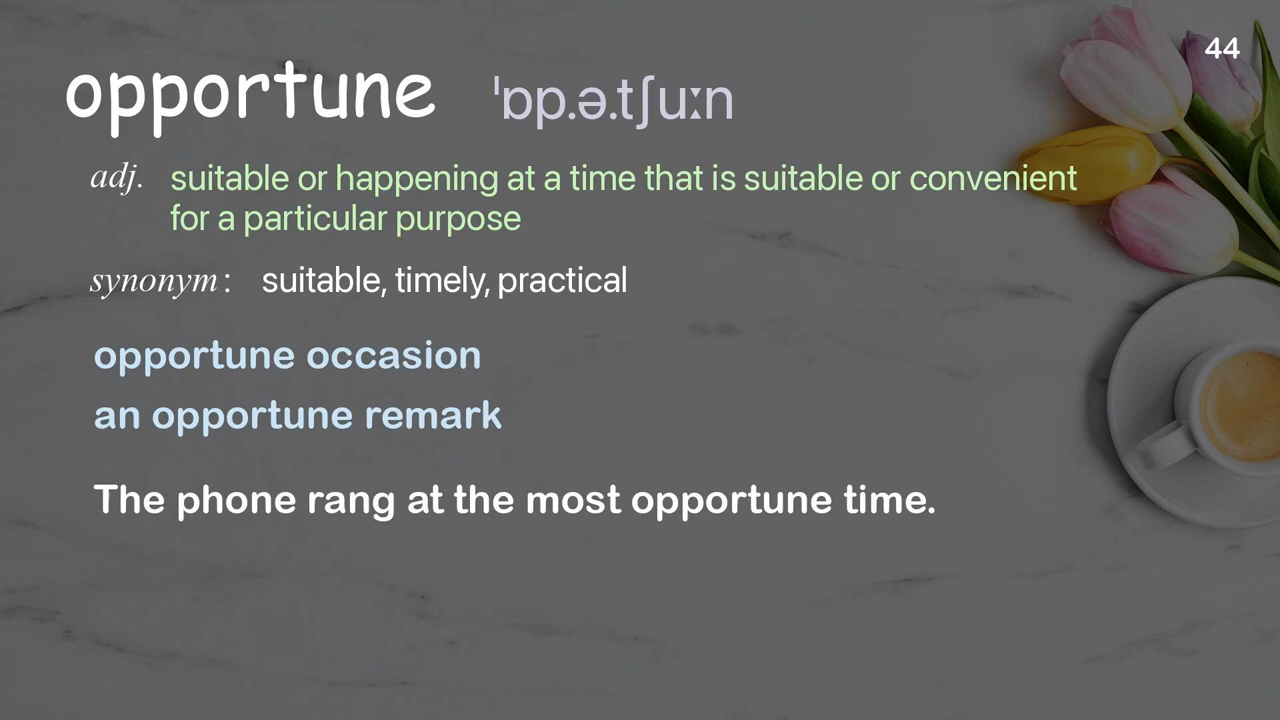 44
opportune ˈɒp.ə.tʃuːn
adj. suitable or happening at a time that is suitable or convenient
for a particular purpose
synonym: suitable, timely, practical
opportune occasion
an opportune remark
The phone rang at the most opportune time.